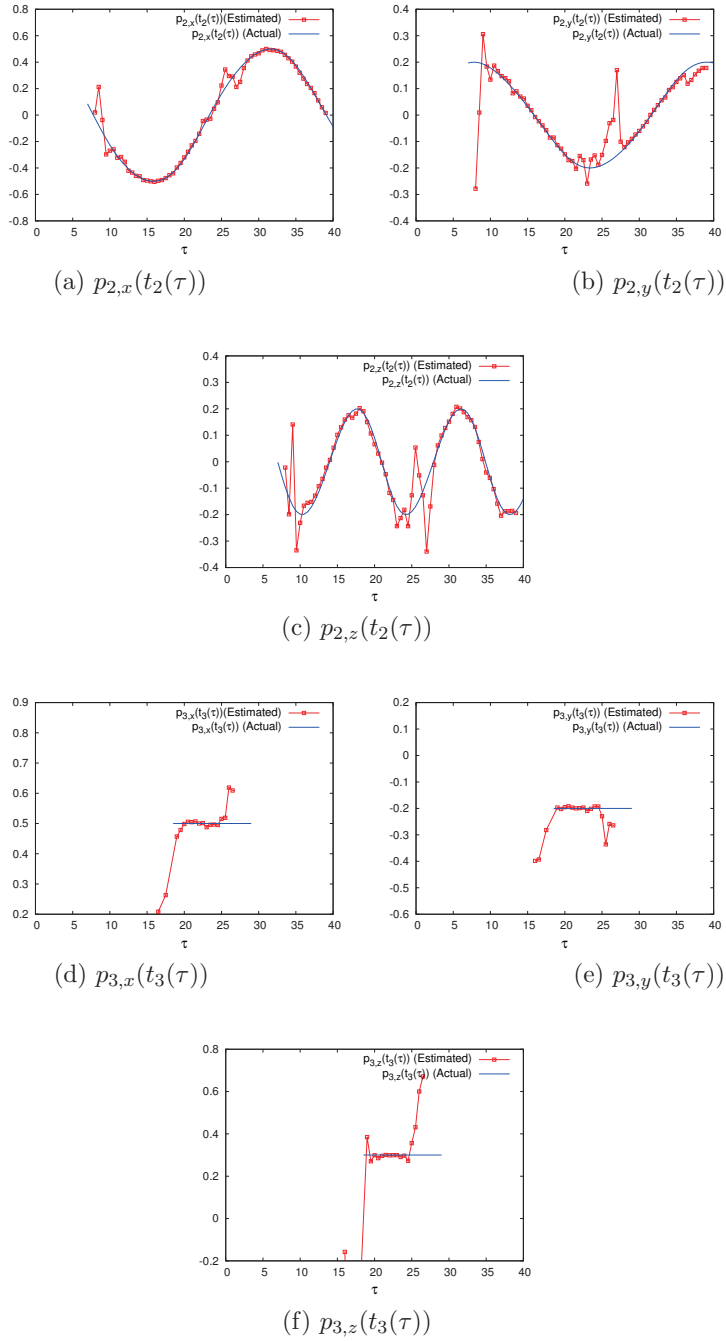 p2,x(t2(τ))(Estimated)
p2,x(t2(τ)) (Actual)
0.8
0.6
0.4
0.2
0
-0.2
-0.4
-0.6
-0.8
0 5 10 15 20 25 30 35 40
τ
(a) p2,x(t2(τ))
p2,y(t2(τ)) (Estimated)
p2,y(t2(τ)) (Actual)
0.4
0.3
0.2
0.1
0
-0.1
-0.2
-0.3
-0.4
0 5 10 15 20 25 30 35 40
τ
(b) p2,y(t2(τ))
p2,z(t2(τ)) (Estimated)
p2,z(t2(τ)) (Actual)
0.4
0.3
0.2
0.1
0
-0.1
-0.2
-0.3
-0.4
0 5 10 15 20 25 30 35 40
τ
(c) p2,z(t2(τ))
p3,x(t3(τ))(Estimated)
p3,x(t3(τ)) (Actual)
0.9
0.8
0.7
0.6
0.5
0.4
0.3
0.2
0 5 10 15 20 25 30 35 40
τ
(d) p3,x(t3(τ))
p3,y(t3(τ)) (Estimated)
p3,y(t3(τ)) (Actual)
0.2
0.1
0
-0.1
-0.2
-0.3
-0.4
-0.5
-0.6
0 5 10 15 20 25 30 35 40
τ
(e) p3,y(t3(τ))
p3,z(t3(τ)) (Estimated)
p3,z(t3(τ)) (Actual)
0.8
0.6
0.4
0.2
0
-0.2
0 5 10 15 20 25 30 35 40
τ
(f) p3,z(t3(τ))